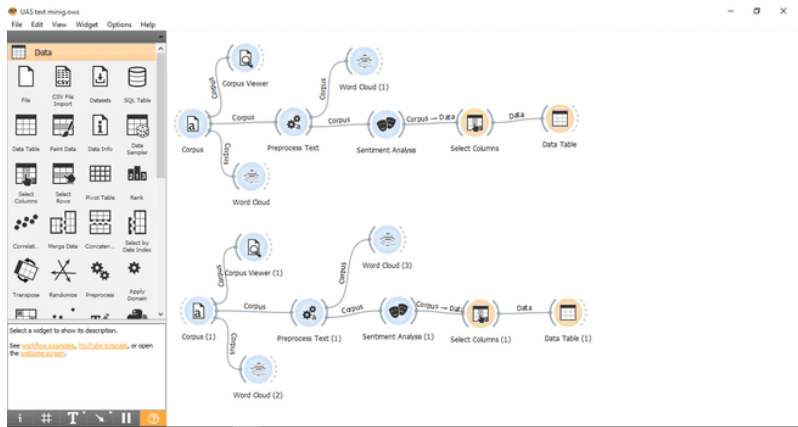 UAS text minig.ows
File Edit View Widget Options Help
Data
File
CSV File Import
Datasets
SQL Table
Data Table
Paint Data
Data Info
Data Sampler
Select Columns
Select Rows
Pivot Table
Rank
Correlati...
Merge Data
Concaten...
Select by Data Index
Transpose
Randomize
Preprocess
Apply Domain
Select a widget to show its description.
See workflow examples, YouTube tutorials, or open
the welcome screen.
Corpus
Corpus
Corpus Viewer
Corpus
Preprocess Text
Corpus
Word Cloud
Corpus
Word Cloud (1)
Corpus
Sentiment Analysis
Corpus → Data
Select Columns
Data
Data Table
Corpus (1)
Corpus
Corpus Viewer (1)
Corpus
Preprocess Text (1)
Corpus
Word Cloud (2)
Corpus
Word Cloud (3)
Corpus
Sentiment Analysis (1)
Corpus → Data
Select Columns (1)
Data
Data Table (1)